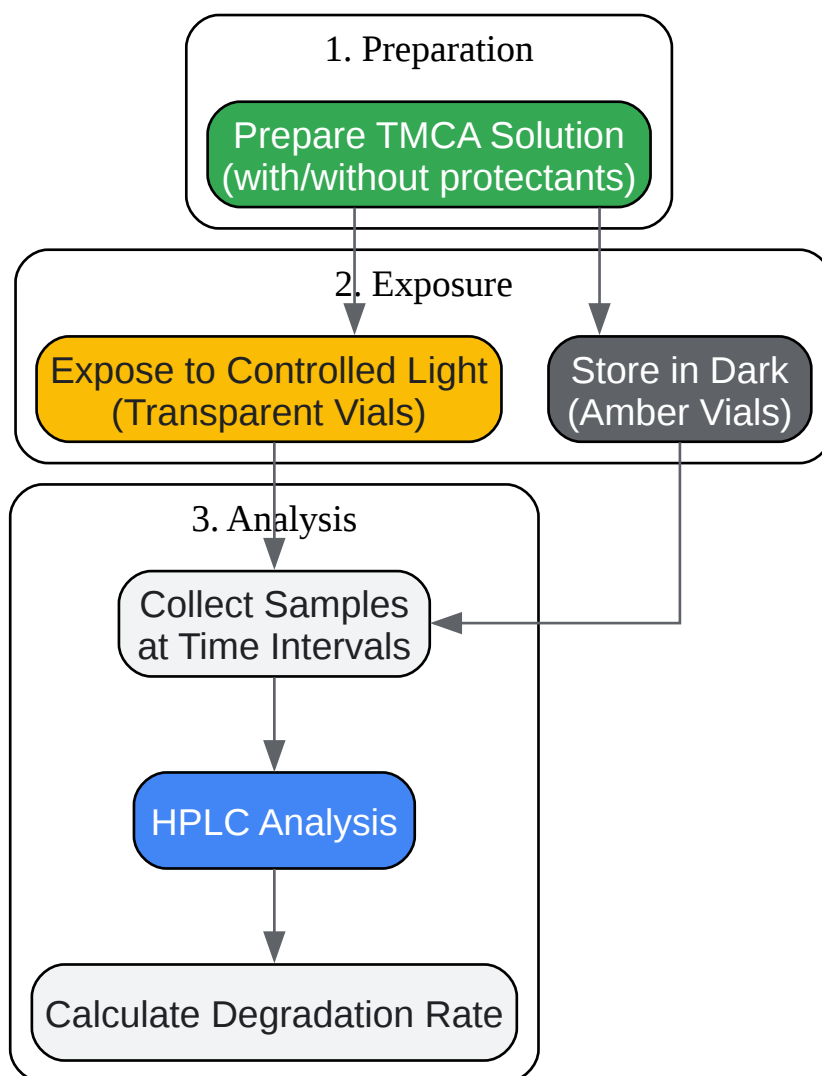 1. Preparation
Prepare TMCA Solution
(with/without protectants)
2. Exposure
Expose to Controlled Light
(Transparent Vials)
Store in Dark
(Amber Vials)
3. Analysis
Collect Samples
at Time Intervals
HPLC Analysis
Calculate Degradation Rate